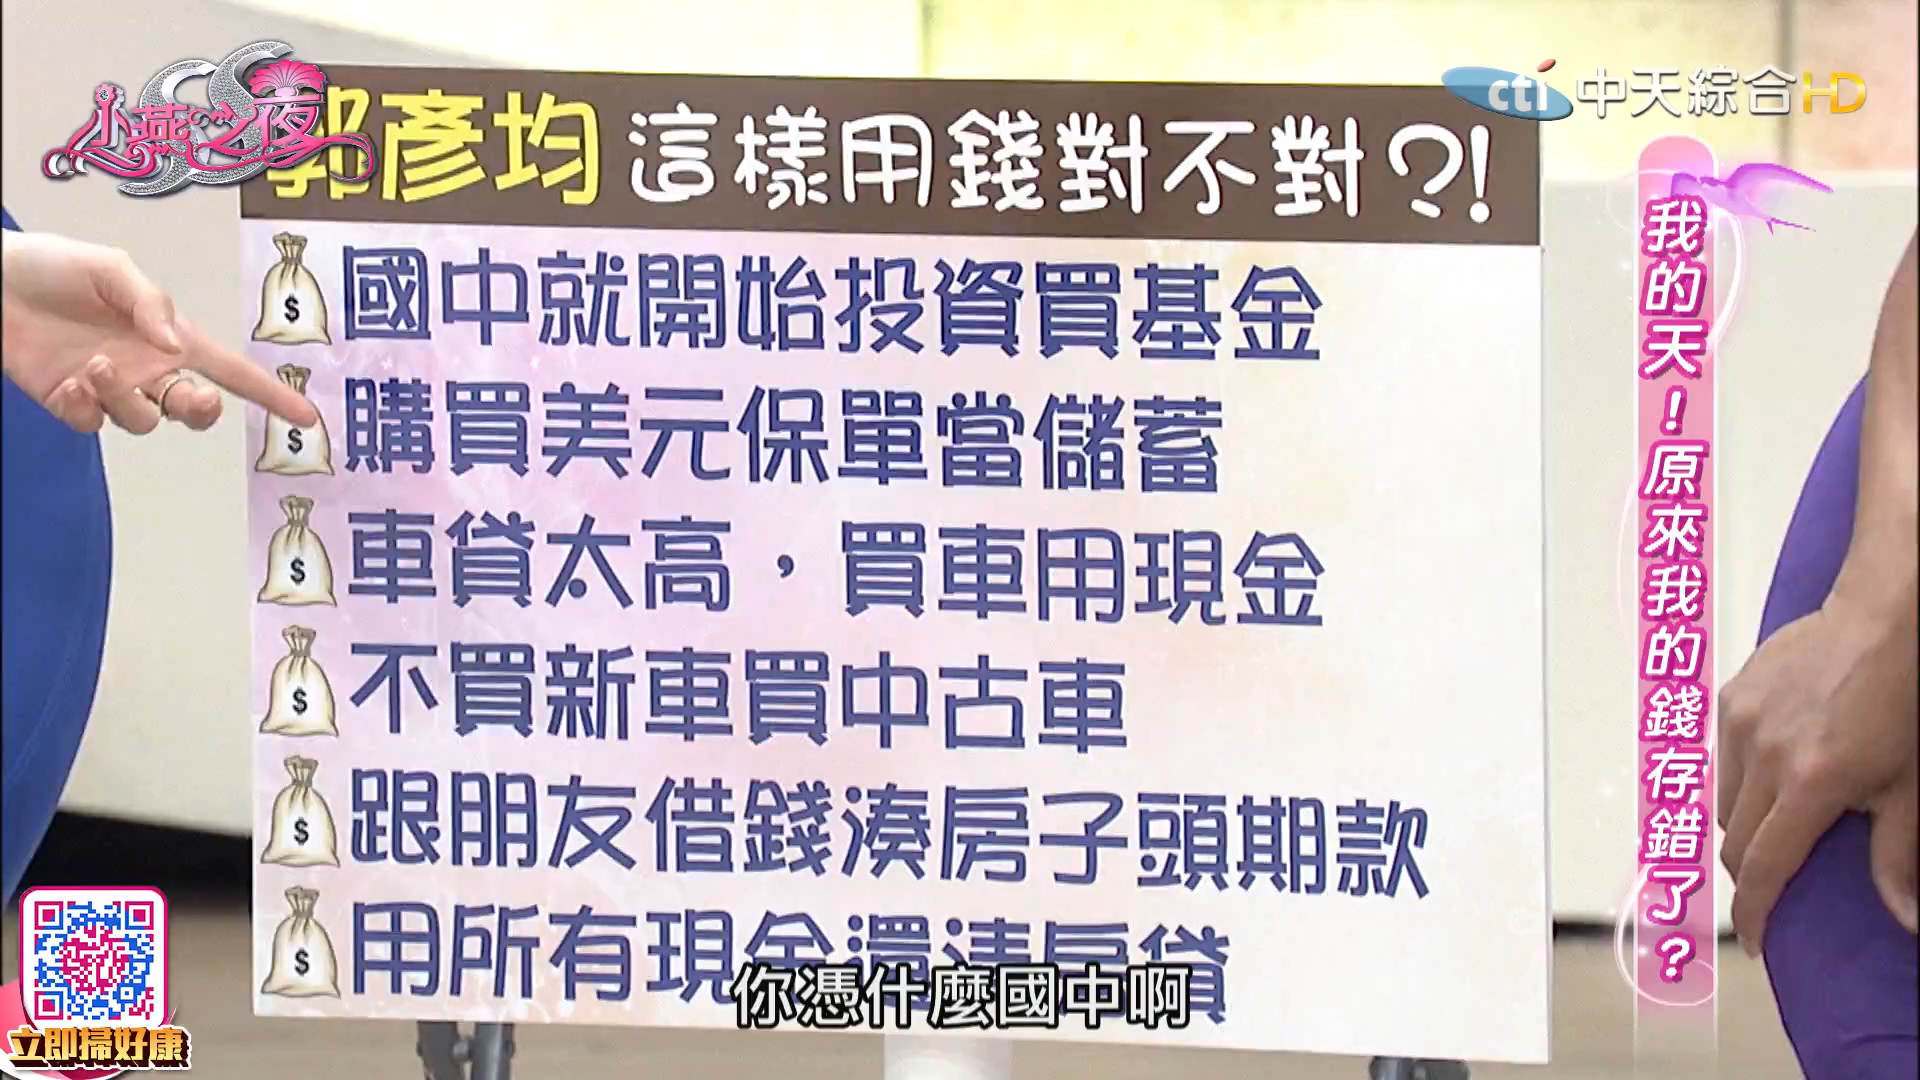 SS小燕之夜
cti 中天綜合HD
郭彥均 這樣用錢對不對?!
$ 國中就開始投資買基金
$ 購買美元保單當儲蓄
$ 車貸太高，買車用現金
$ 不買新車買中古車
$ 跟朋友借錢湊房子頭期款
$ 用所有現金還清房貸
你憑什麼國中啊
我的天!原來我的錢存錯了?
立即掃好康